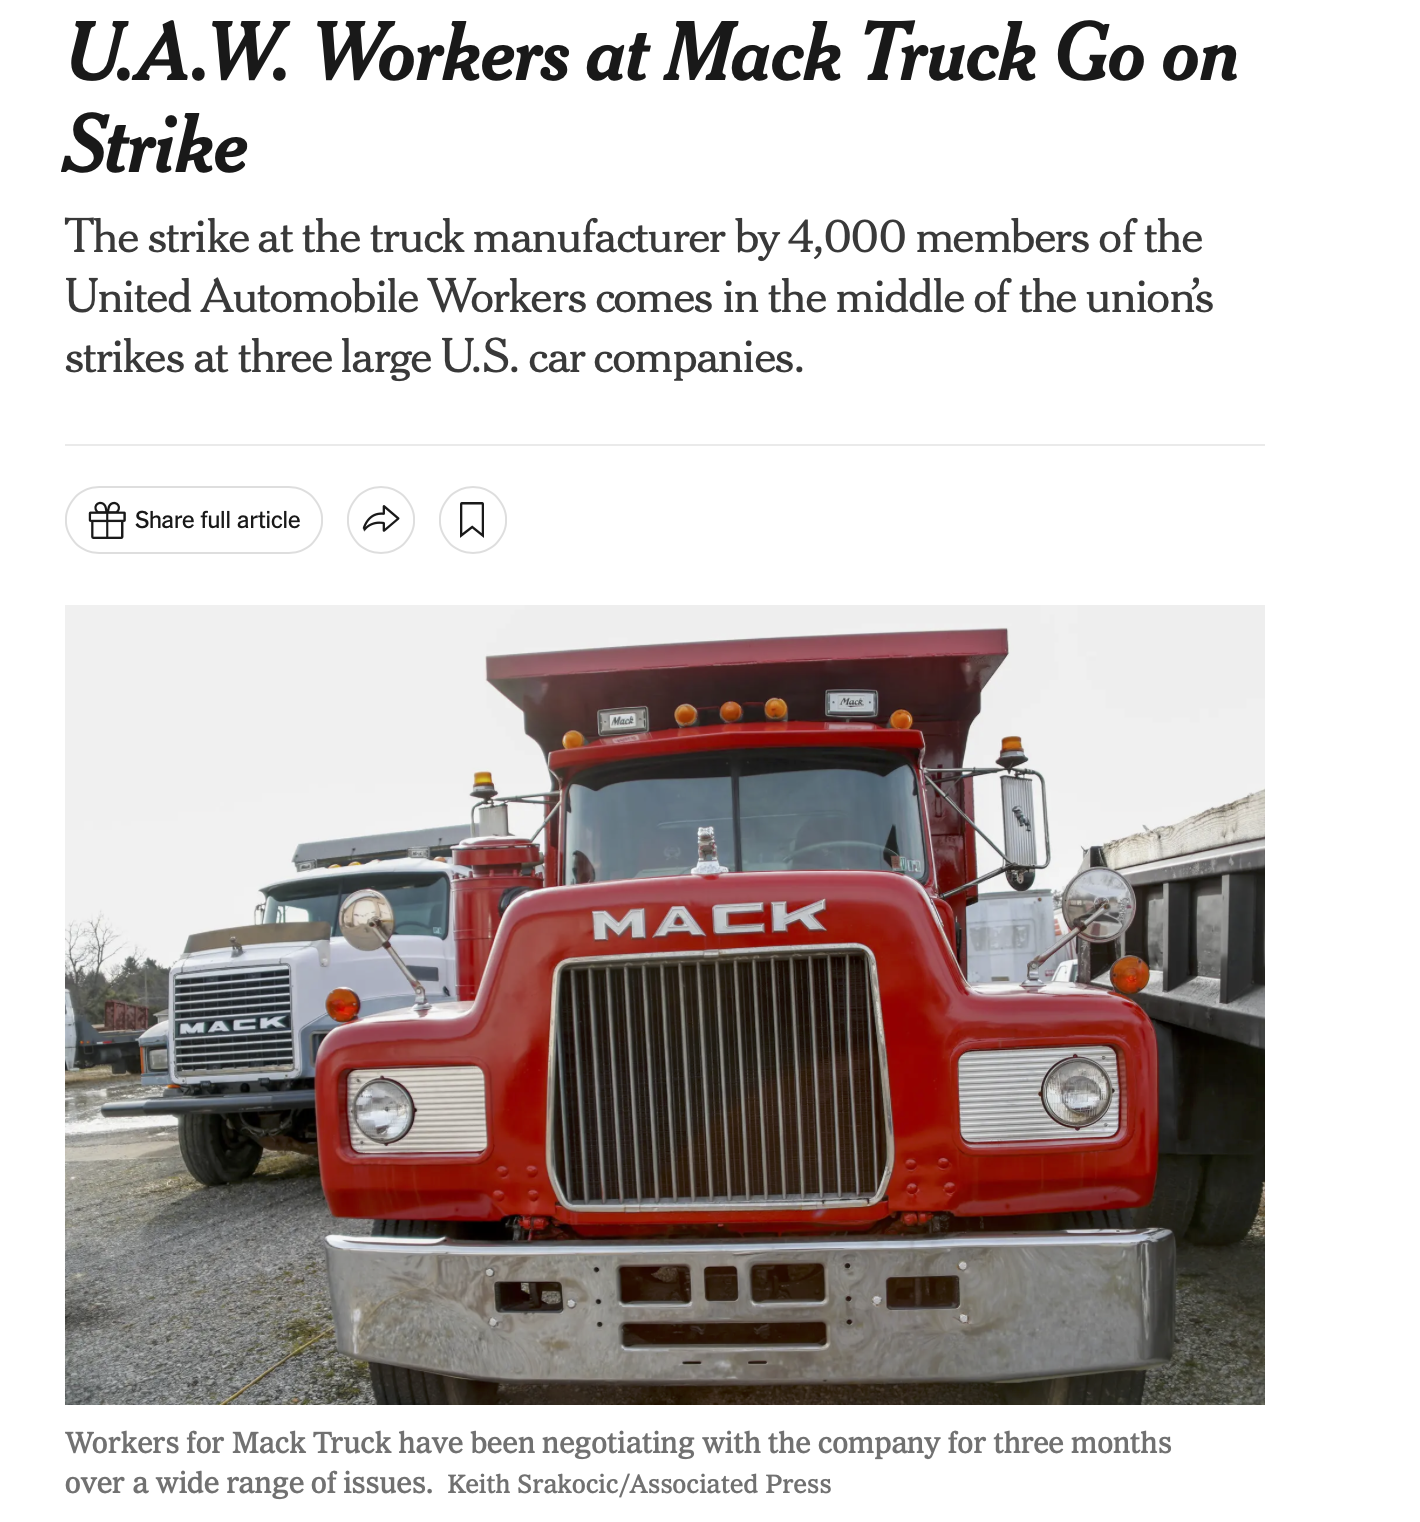 U.A.W. Workers at Mack Truck Go on
Strike
The strike at the truck manufacturer by 4,000 members of the
United Automobile Workers comes in the middle of the union’s
strikes at three large U.S. car companies.
Share full article
Mack
Mack
MACK
MACK
Workers for Mack Truck have been negotiating with the company for three months
over a wide range of issues. Keith Srakocic/Associated Press